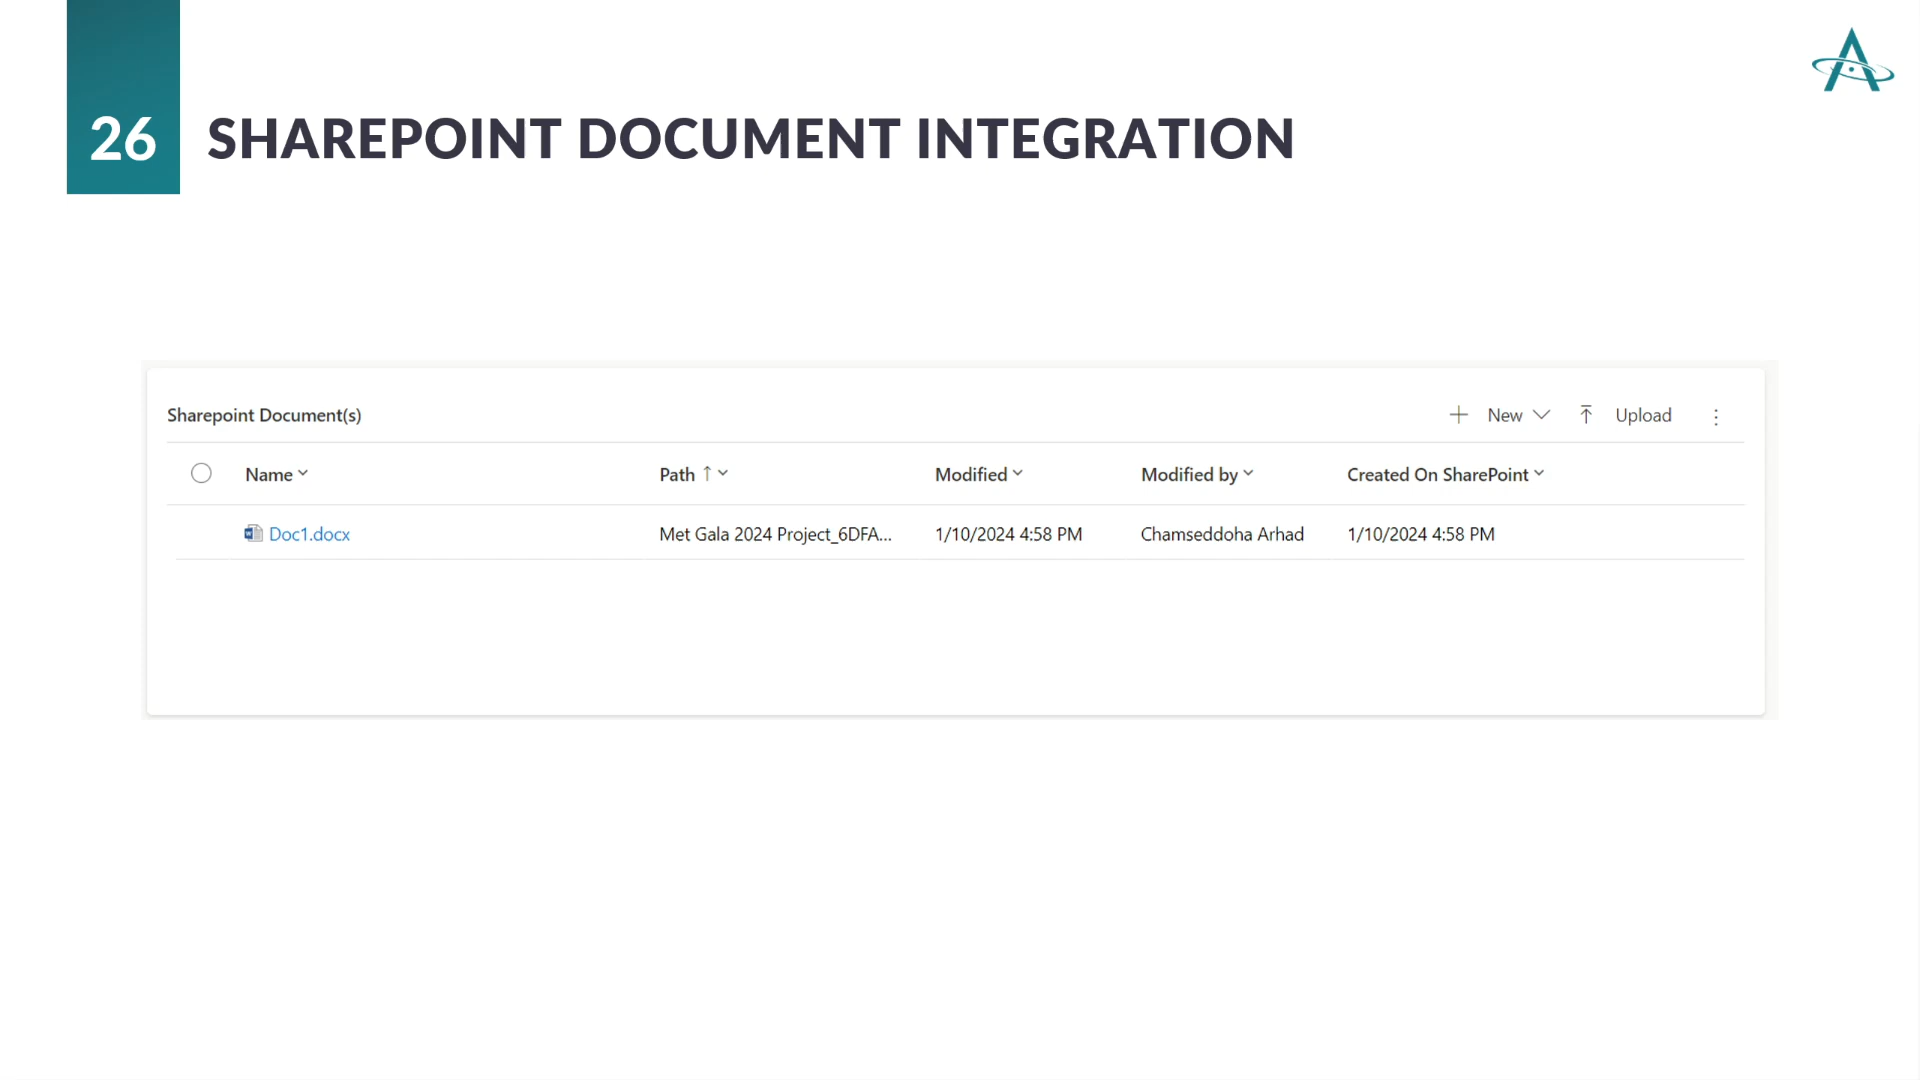 26
SHAREPOINT DOCUMENT INTEGRATION
Sharepoint Document(s)
New
Upload
Name Path Modified Modified by Created On SharePoint
Doc1.docx Met Gala 2024 Project_6DFA... 1/10/2024 4:58 PM Chamseddoha Arhad 1/10/2024 4:58 PM